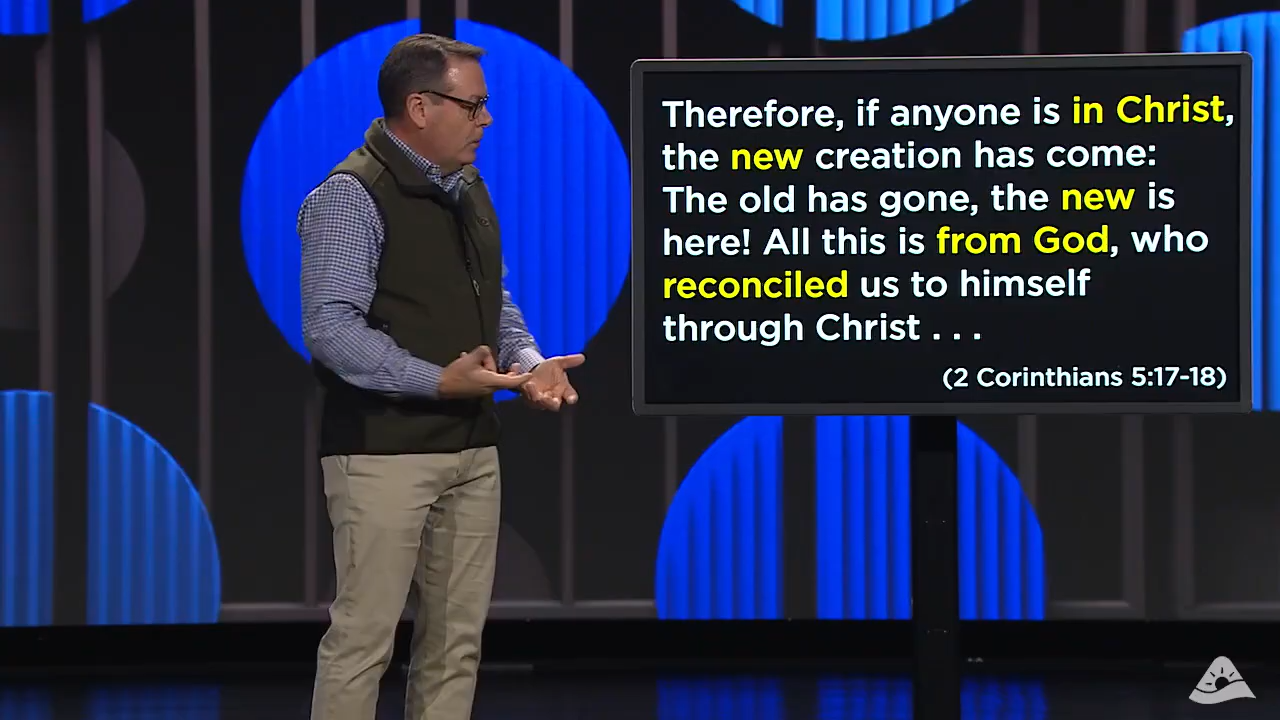 Therefore, if anyone is in Christ,
the new creation has come:
The old has gone, the new is
here! All this is from God, who
reconciled us to himself
through Christ . . .
(2 Corinthians 5:17-18)